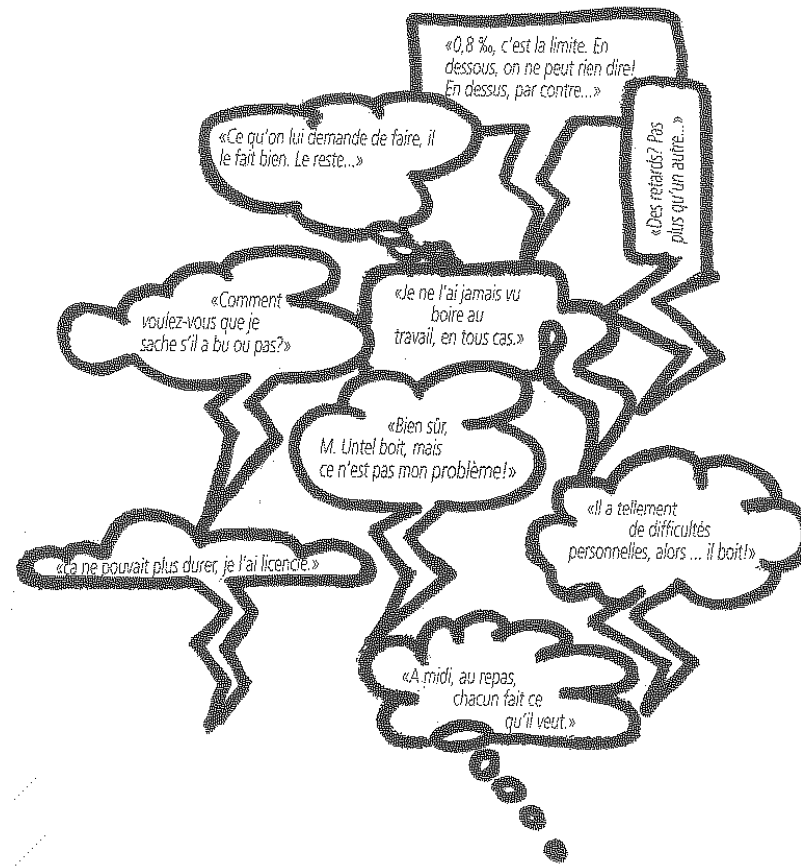 «0,8 ‰, c'est la limite. En
dessous, on ne peut rien dire!
En dessus, par contre...»
«Des retards? Pas
plus qu'un autre...»
«Ce qu'on lui demande de faire, il
le fait bien. Le reste...»
«Comment
voulez-vous que je
sache s'il a bu ou pas?»
«Je ne l'ai jamais vu
boire au
travail, en tous cas.»
«Bien sûr,
M. Untel boit, mais
ce n'est pas mon problème!»
«Il a tellement
de difficultés
personnelles, alors ... il boit!»
«Ca ne pouvait plus durer, je l'ai licencié.»
«A midi, au repas,
chacun fait ce
qu'il veut.»